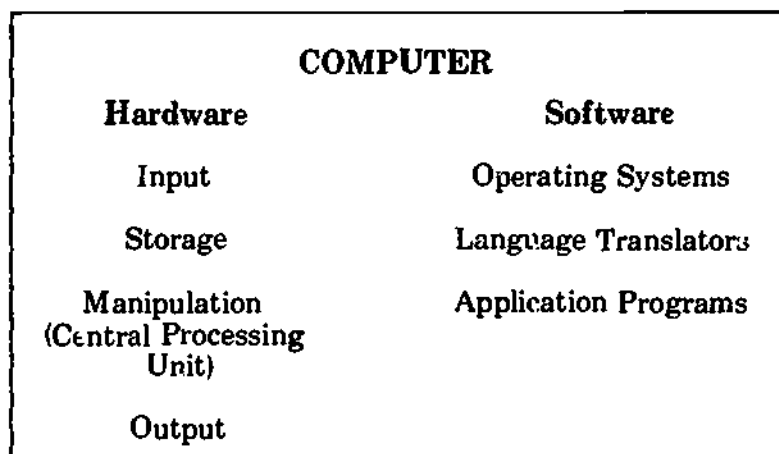 COMPUTER
Hardware Software
Input Operating Systems
Storage Language Translators
Manipulation Application Programs
(Central Processing
Unit)
Output